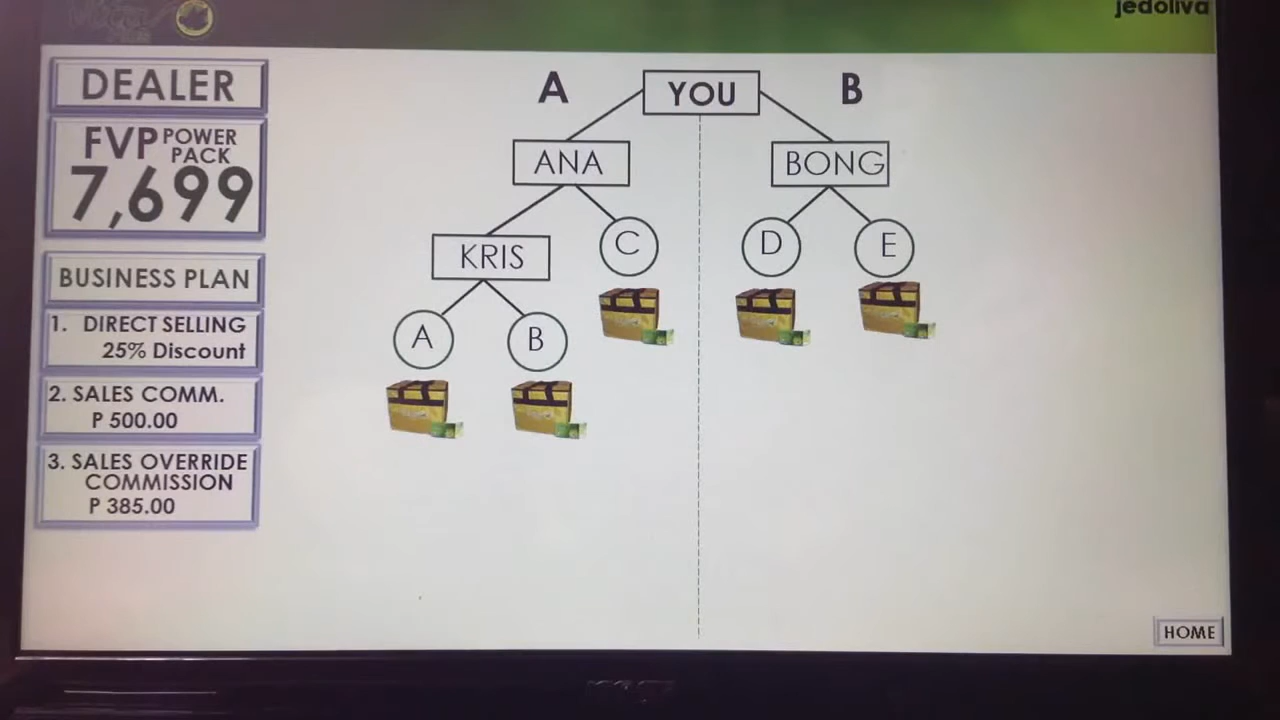 jedoliva
DEALER
FVP POWER
PACK
7,699
BUSINESS PLAN
1. DIRECT SELLING
25% Discount
2. SALES COMM.
P 500.00
3. SALES OVERRIDE
COMMISSION
P 385.00
A
YOU
B
ANA
BONG
KRIS
C
D
E
A
B
HOME